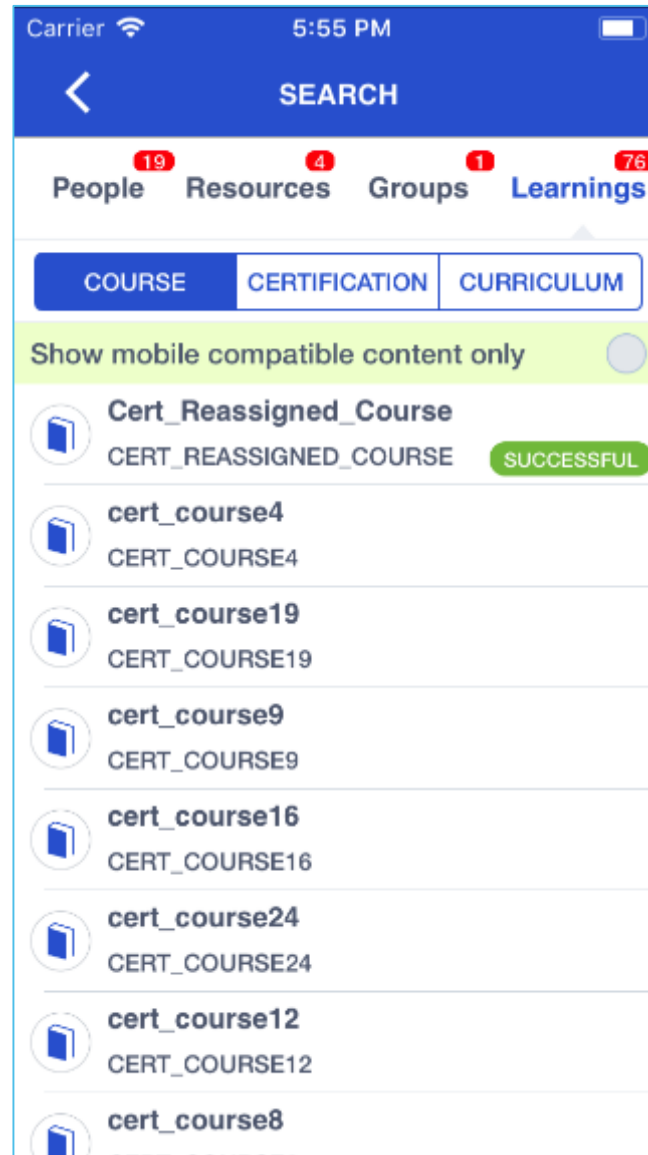 Carrier 5:55 PM
SEARCH
19 4 1 76
People Resources Groups Learnings
COURSE CERTIFICATION CURRICULUM
Show mobile compatible content only
Cert_Reassigned_Course
CERT_REASSIGNED_COURSE SUCCESSFUL
cert_course4
CERT_COURSE4
cert_course19
CERT_COURSE19
cert_course9
CERT_COURSE9
cert_course16
CERT_COURSE16
cert_course24
CERT_COURSE24
cert_course12
CERT_COURSE12
cert_course8